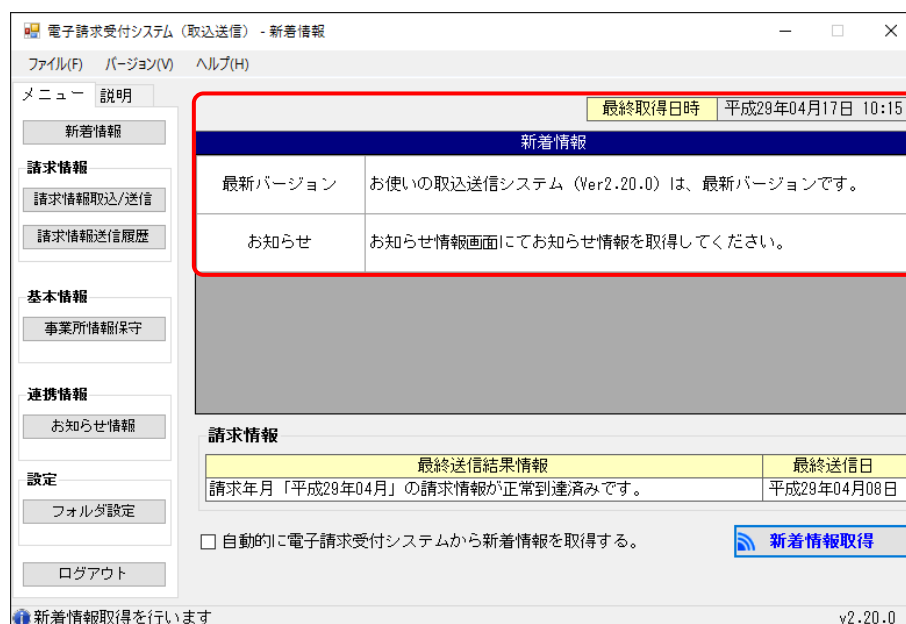 電子請求受付システム（取込送信） - 新着情報
ファイル(F) バージョン(V) ヘルプ(H)
メニュー 説明
新着情報
請求情報
請求情報取込/送信
請求情報送信履歴
基本情報
事業所情報保守
連携情報
お知らせ情報
設定
フォルダ設定
ログアウト
最終取得日時 平成29年04月17日 10:15
新着情報
最新バージョン お使いの取込送信システム（Ver2.20.0）は、最新バージョンです。
お知らせ お知らせ情報画面にてお知らせ情報を取得してください。
請求情報
最終送信結果情報 最終送信日
請求年月「平成29年04月」の請求情報が正常到達済みです。 平成29年04月08日
自動的に電子請求受付システムから新着情報を取得する。 新着情報取得
新着情報取得を行います v2.20.0